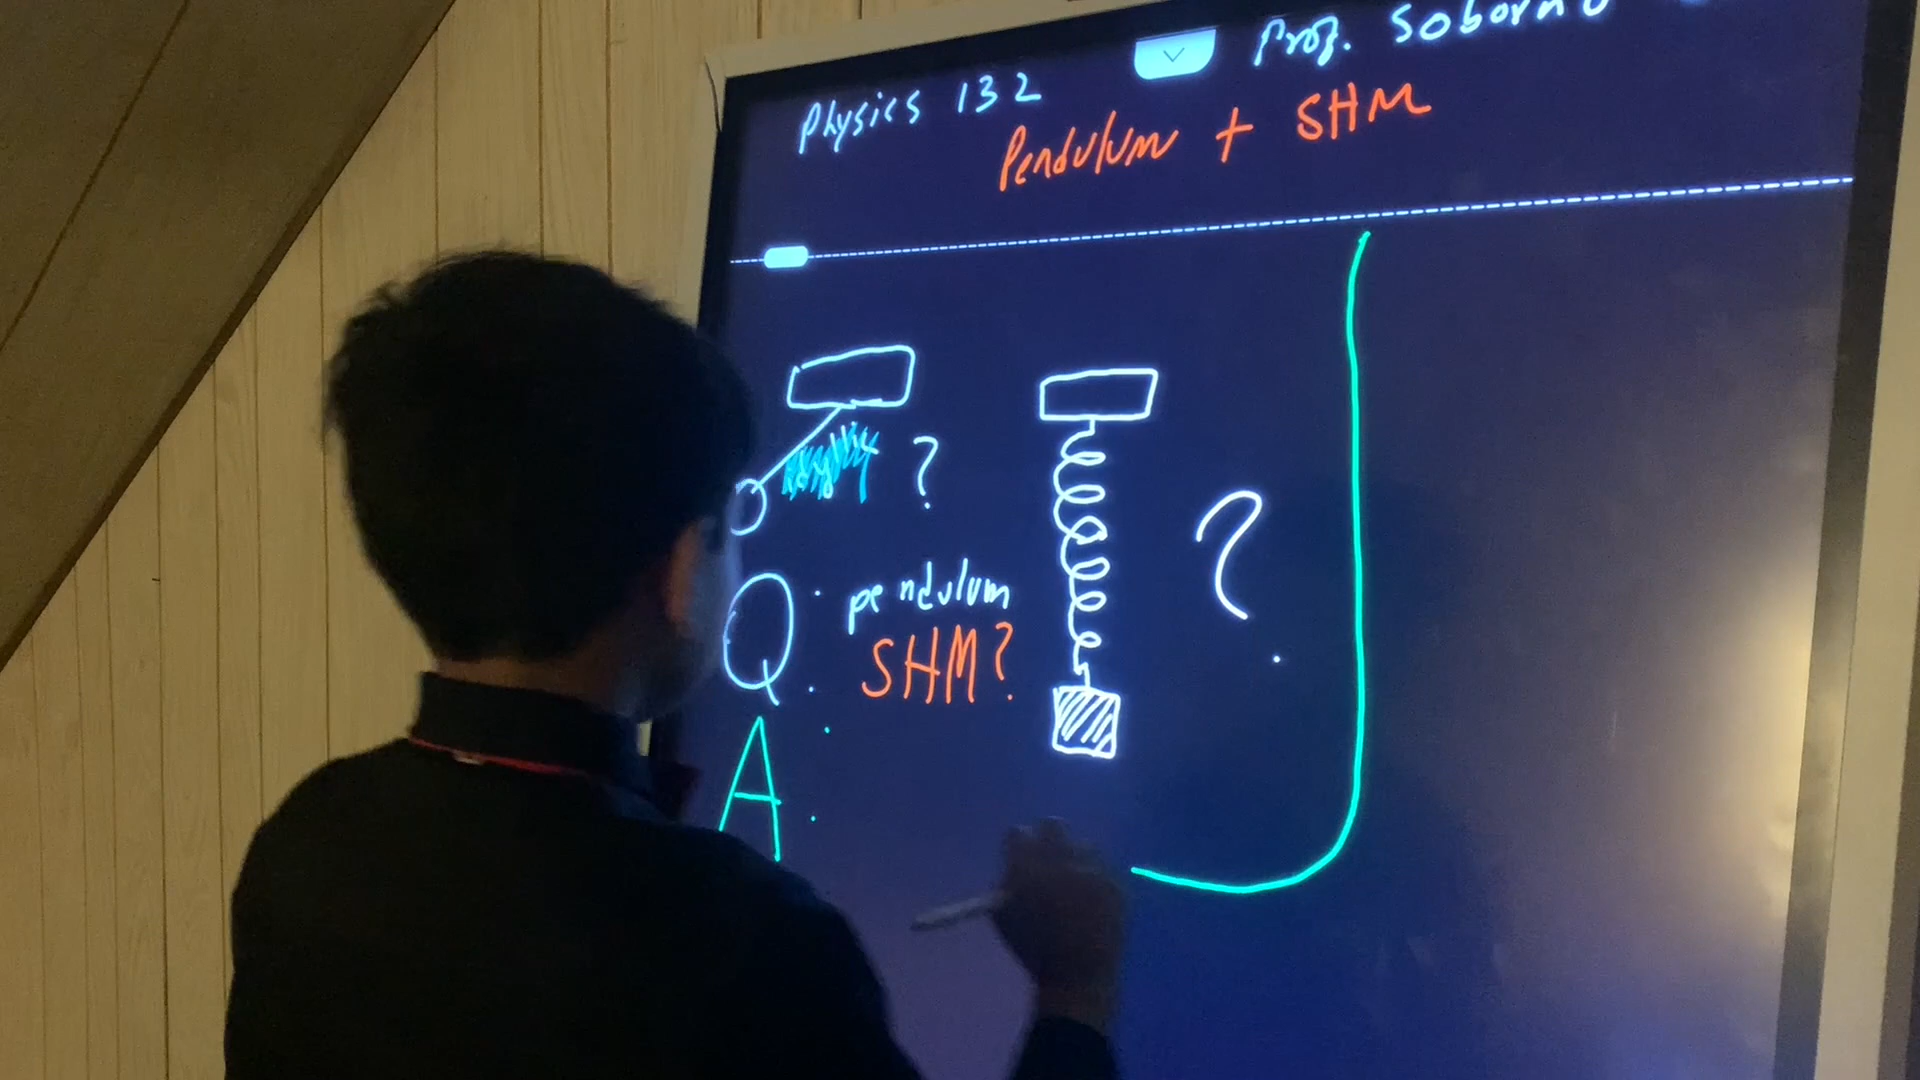 Physics 132
Prof. Soborno
Pendulum + SHM
?
?
Q: pendulum
SHM?
A: